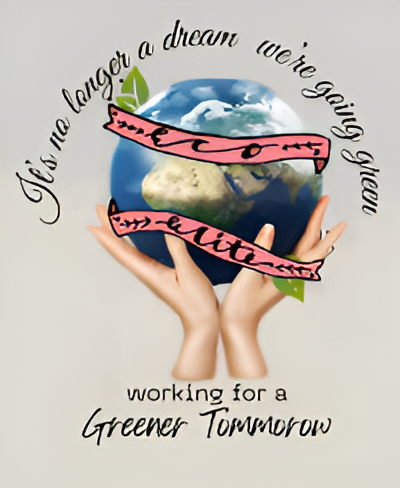 It's no longer a dream we're going green
eco
elite
working for a
Greener Tommorow